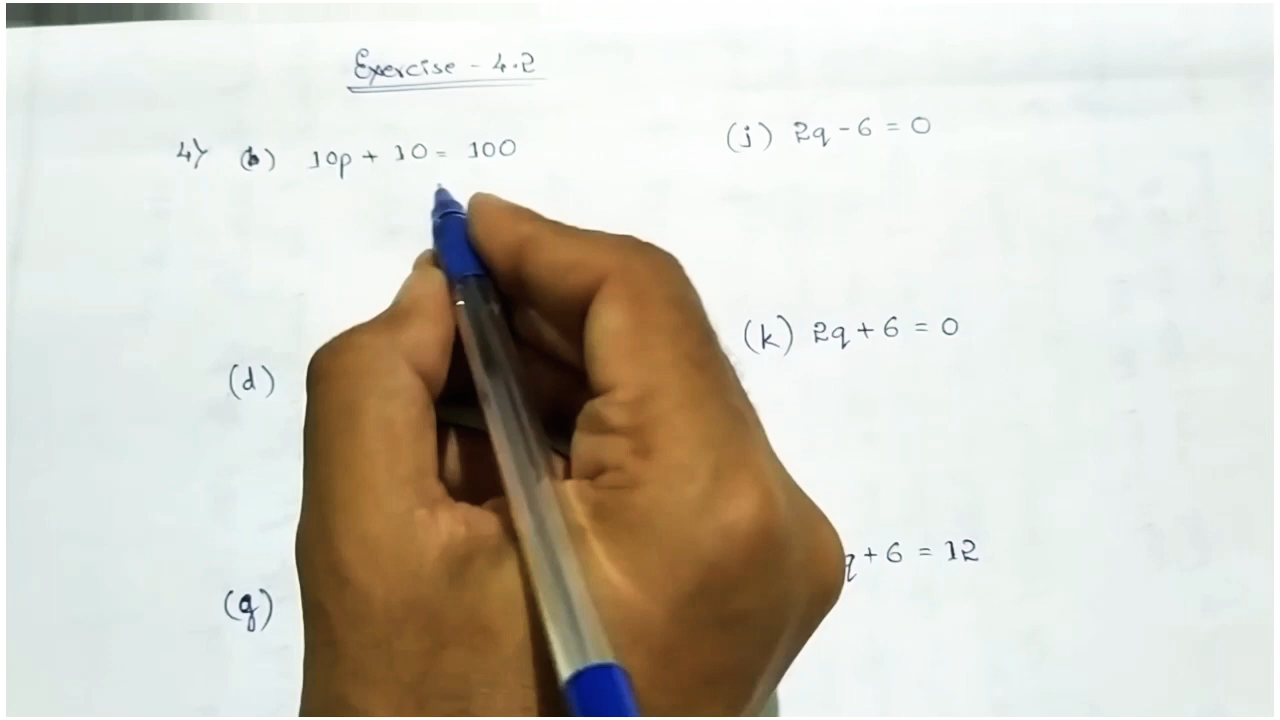 Exercise - 4.2
4) (b) 10p + 10 = 100
(j) 2q - 6 = 0
(k) 2q + 6 = 0
(d)
q + 6 = 12
(g)